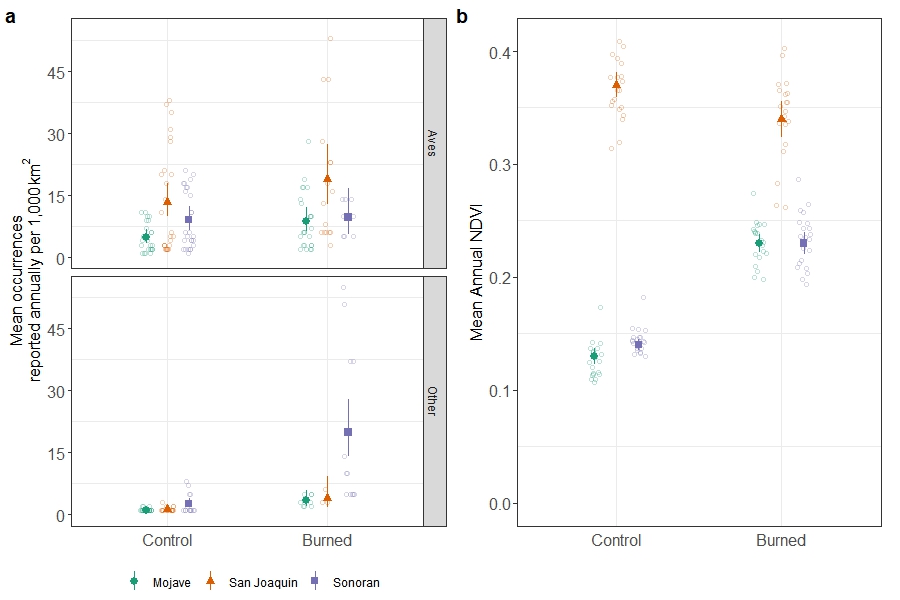 a
b
Mean occurrences
reported annually per 1,000 km²
45
30
15
0
Aves
45
30
15
0
Other
Control
Burned
Mojave
San Joaquin
Sonoran
Mean Annual NDVI
0.4
0.3
0.2
0.1
0.0
Control
Burned